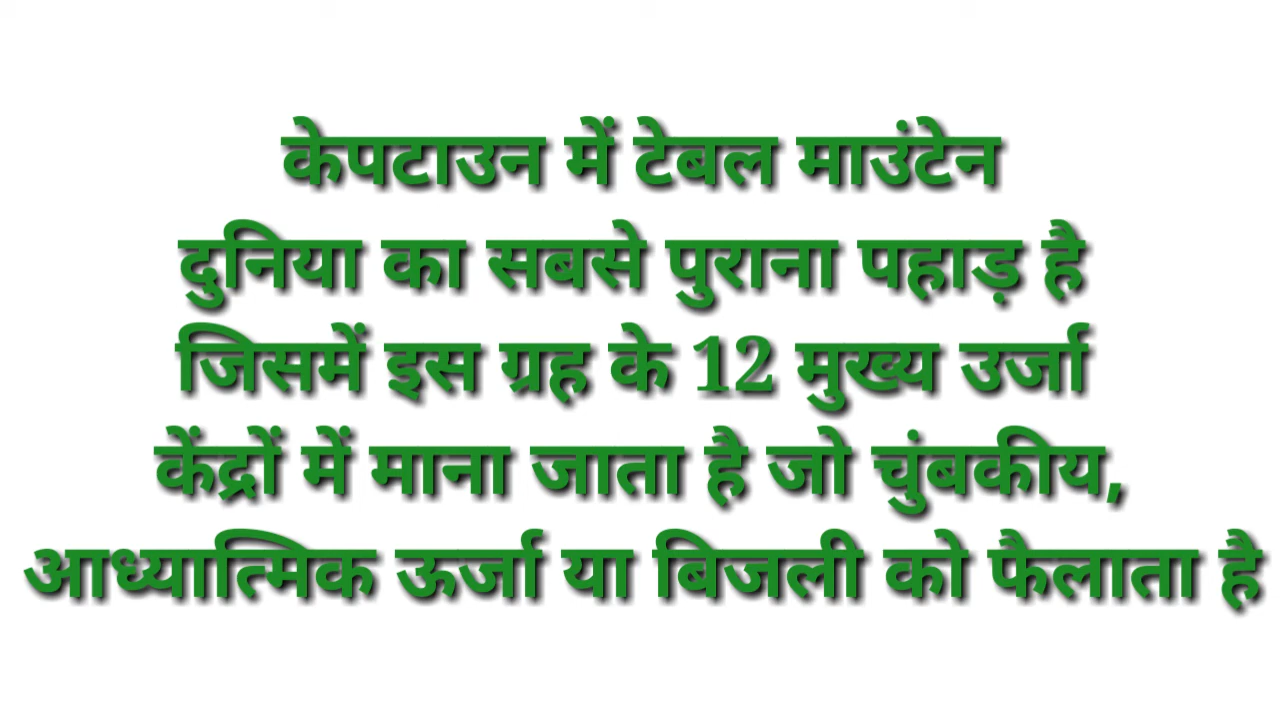 केपटाउन में टेबल माउंटेन
दुनिया का सबसे पुराना पहाड़ है
जिसमें इस ग्रह के 12 मुख्य उर्जा
केंद्रों में माना जाता है जो चुंबकीय,
आध्यात्मिक ऊर्जा या बिजली को फैलाता है